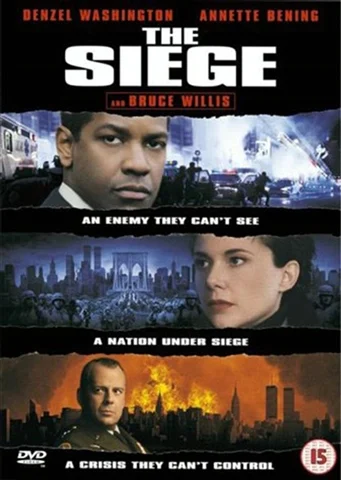 DENZEL WASHINGTON ANNETTE BENING
THE
SIEGE
AND BRUCE WILLIS
AN ENEMY THEY CAN'T SEE
A NATION UNDER SIEGE
A CRISIS THEY CAN'T CONTROL
DVD
15